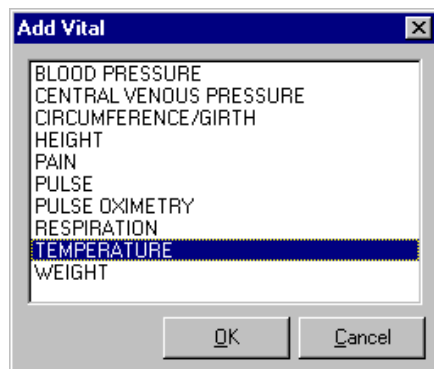 Add Vital
BLOOD PRESSURE
CENTRAL VENOUS PRESSURE
CIRCUMFERENCE/GIRTH
HEIGHT
PAIN
PULSE
PULSE OXIMETRY
RESPIRATION
TEMPERATURE
WEIGHT
OK Cancel